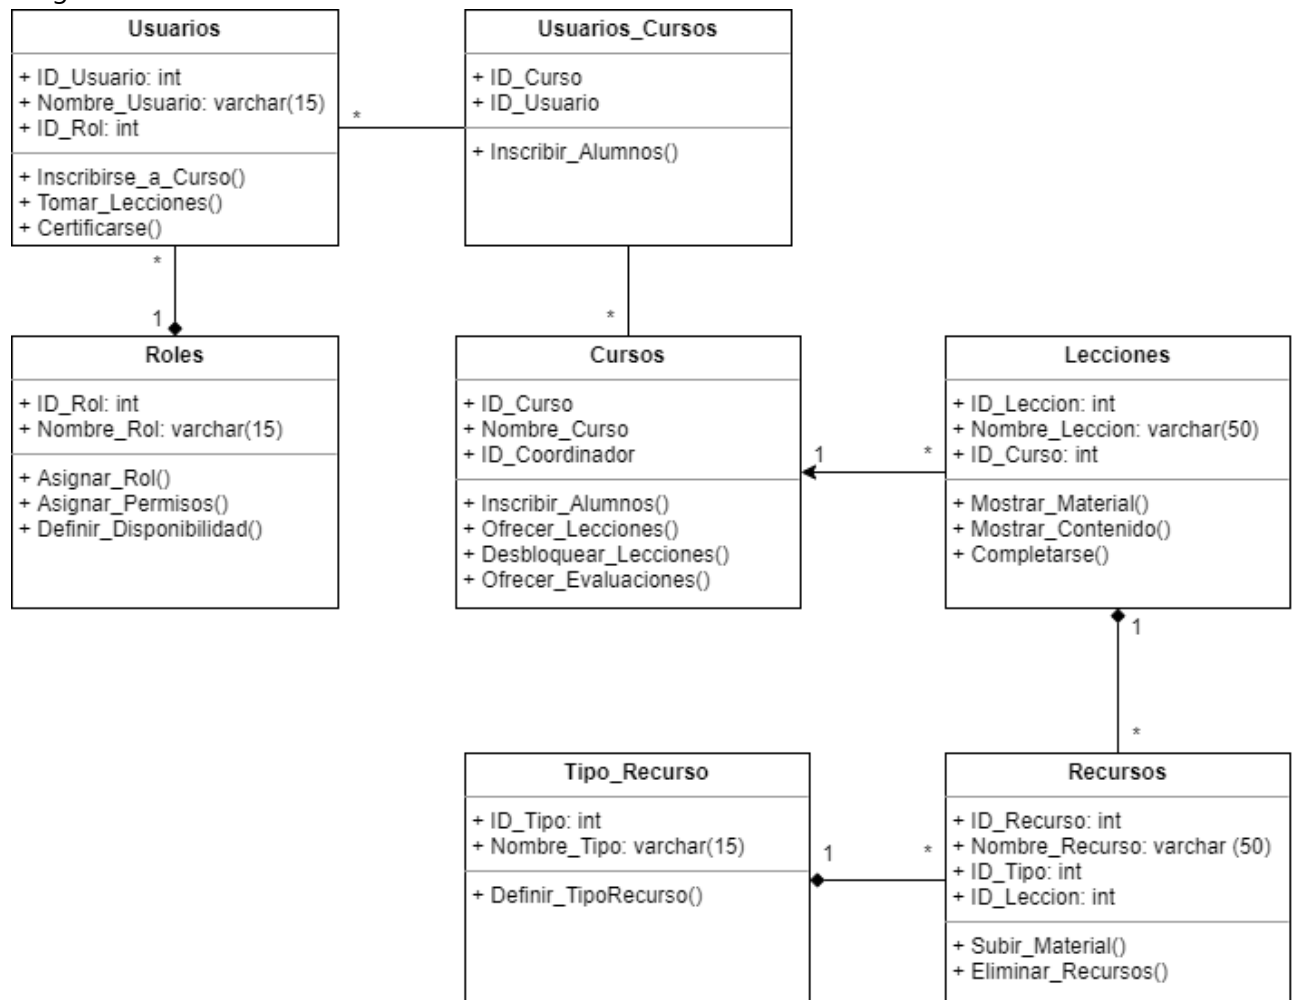 Usuarios
+ ID_Usuario: int
+ Nombre_Usuario: varchar(15)
+ ID_Rol: int
+ Inscribirse_a_Curso()
+ Tomar_Lecciones()
+ Certificarse()
*
Usuarios_Cursos
+ ID_Curso
+ ID_Usuario
+ Inscribir_Alumnos()
*
1
*
Roles
+ ID_Rol: int
+ Nombre_Rol: varchar(15)
+ Asignar_Rol()
+ Asignar_Permisos()
+ Definir_Disponibilidad()
Cursos
+ ID_Curso
+ Nombre_Curso
+ ID_Coordinador
+ Inscribir_Alumnos()
+ Ofrecer_Lecciones()
+ Desbloquear_Lecciones()
+ Ofrecer_Evaluaciones()
1
*
Lecciones
+ ID_Leccion: int
+ Nombre_Leccion: varchar(50)
+ ID_Curso: int
+ Mostrar_Material()
+ Mostrar_Contenido()
+ Completarse()
1
*
Tipo_Recurso
+ ID_Tipo: int
+ Nombre_Tipo: varchar(15)
+ Definir_TipoRecurso()
1
*
Recursos
+ ID_Recurso: int
+ Nombre_Recurso: varchar (50)
+ ID_Tipo: int
+ ID_Leccion: int
+ Subir_Material()
+ Eliminar_Recursos()